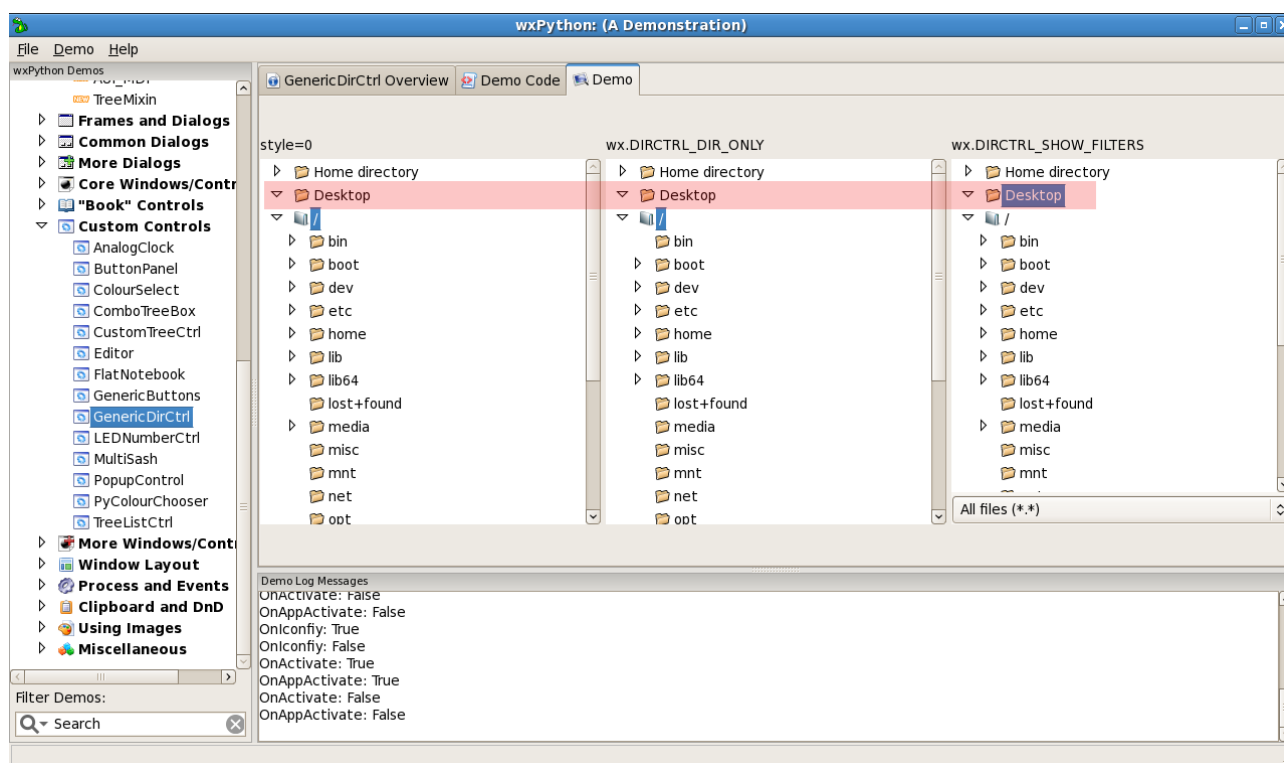 wxPython: (A Demonstration)
File Demo Help
wxPython Demos
TreeMixin
Frames and Dialogs
Common Dialogs
More Dialogs
Core Windows/Contr
"Book" Controls
Custom Controls
AnalogClock
ButtonPanel
ColourSelect
ComboTreeBox
CustomTreeCtrl
Editor
FlatNotebook
GenericButtons
GenericDirCtrl
LEDNumberCtrl
MultiSash
PopupControl
PyColourChooser
TreeListCtrl
More Windows/Cont
Window Layout
Process and Events
Clipboard and DnD
Using Images
Miscellaneous
Filter Demos:
Search
GenericDirCtrl Overview Demo Code Demo
style=0
Home directory
Desktop
/
bin
boot
dev
etc
home
lib
lib64
lost+found
media
misc
mnt
net
opt
wx.DIRCTRL_DIR_ONLY
Home directory
Desktop
/
bin
boot
dev
etc
home
lib
lib64
lost+found
media
misc
mnt
net
opt
wx.DIRCTRL_SHOW_FILTERS
Home directory
Desktop
/
bin
boot
dev
etc
home
lib
lib64
lost+found
media
misc
mnt
All files (*.*)
Demo Log Messages
OnActivate: False
OnAppActivate: False
OnIconfiy: True
OnIconfiy: False
OnActivate: True
OnAppActivate: True
OnActivate: False
OnAppActivate: False